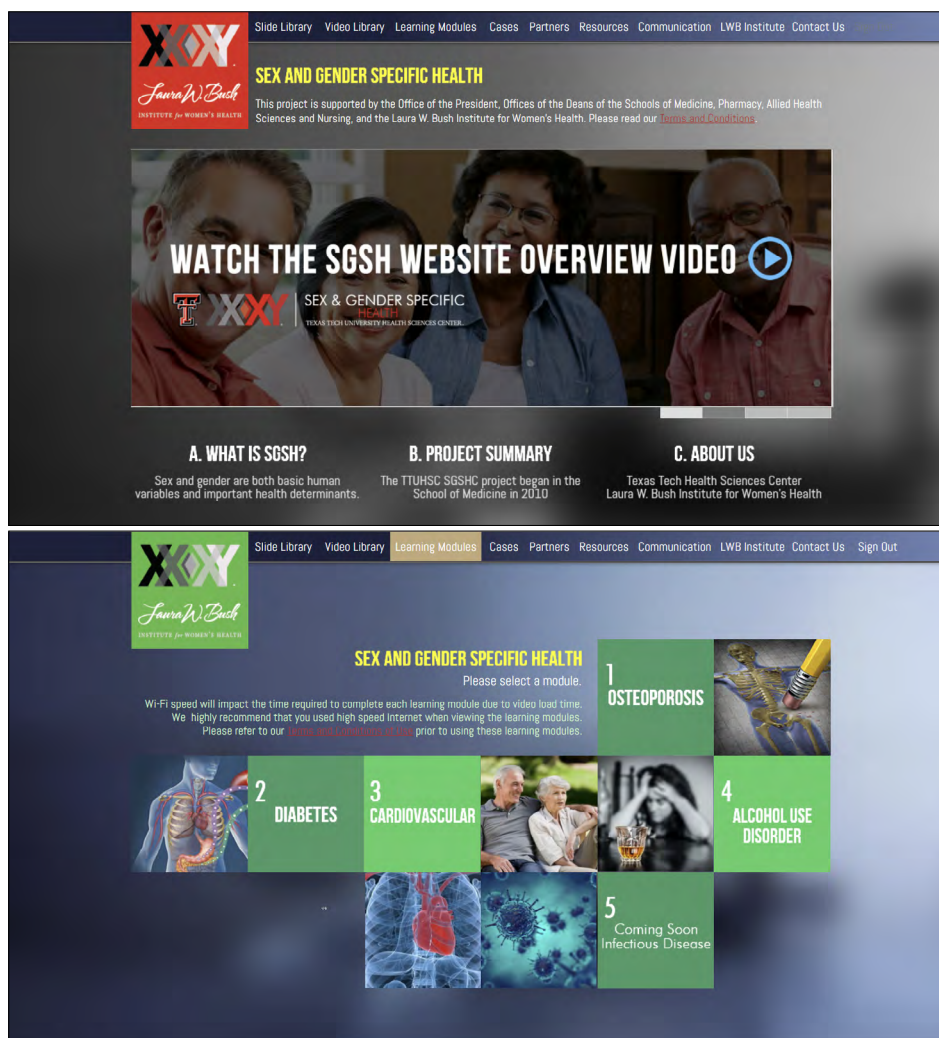 Slide Library Video Library Learning Modules Cases Partners Resources Communication LWB Institute Contact Us
XXXY
Laura W. Bush
INSTITUTE for WOMEN'S HEALTH
SEX AND GENDER SPECIFIC HEALTH
This project is supported by the Office of the President, Offices of the Deans of the Schools of Medicine, Pharmacy, Allied Health
Sciences and Nursing, and the Laura W. Bush Institute for Women's Health. Please read our Terms and Conditions.
WATCH THE SGSH WEBSITE OVERVIEW VIDEO
T XXXY SEX & GENDER SPECIFIC
HEALTH
TEXAS TECH UNIVERSITY HEALTH SCIENCES CENTER
A. WHAT IS SGSH?
Sex and gender are both basic human
variables and important health determinants.
B. PROJECT SUMMARY
The TTUHSC SGSHC project began in the
School of Medicine in 2010
C. ABOUT US
Texas Tech Health Sciences Center
Laura W. Bush Institute for Women's Health
Slide Library Video Library Learning Modules Cases Partners Resources Communication LWB Institute Contact Us Sign Out
XXXY
Laura W. Bush
INSTITUTE for WOMEN'S HEALTH
SEX AND GENDER SPECIFIC HEALTH
Please select a module.
Wi-Fi speed will impact the time required to complete each learning module due to video load time.
We highly recommend that you used high speed Internet when viewing the learning modules.
Please refer to our Terms and Conditions of Use prior to using these learning modules.
1
OSTEOPOROSIS
2
DIABETES
3
CARDIOVASCULAR
4
ALCOHOL USE
DISORDER
5
Coming Soon
Infectious Disease